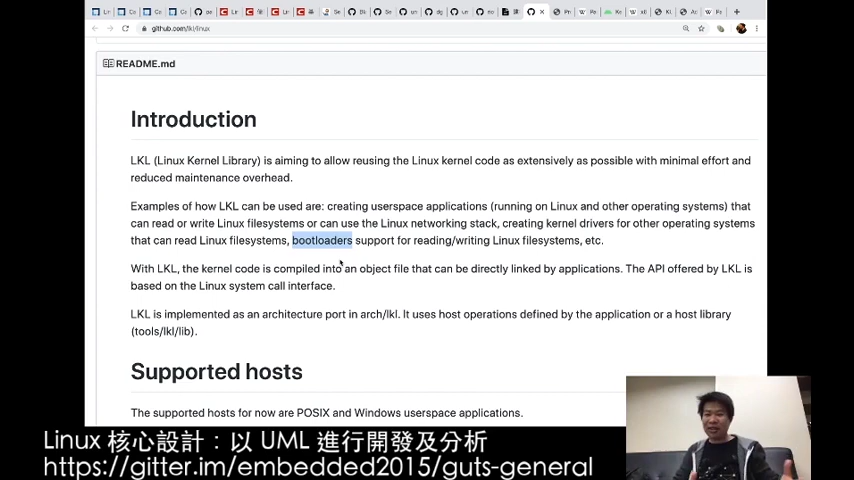 github.com/lkl/linux
README.md
Introduction
LKL (Linux Kernel Library) is aiming to allow reusing the Linux kernel code as extensively as possible with minimal effort and
reduced maintenance overhead.
Examples of how LKL can be used are: creating userspace applications (running on Linux and other operating systems) that
can read or write Linux filesystems or can use the Linux networking stack, creating kernel drivers for other operating systems
that can read Linux filesystems, bootloaders support for reading/writing Linux filesystems, etc.
With LKL, the kernel code is compiled into an object file that can be directly linked by applications. The API offered by LKL is
based on the Linux system call interface.
LKL is implemented as an architecture port in arch/lkl. It uses host operations defined by the application or a host library
(tools/lkl/lib).
Supported hosts
The supported hosts for now are POSIX and Windows userspace applications.
Linux 核心設計：以 UML 進行開發及分析
https://gitter.im/embedded2015/guts-general